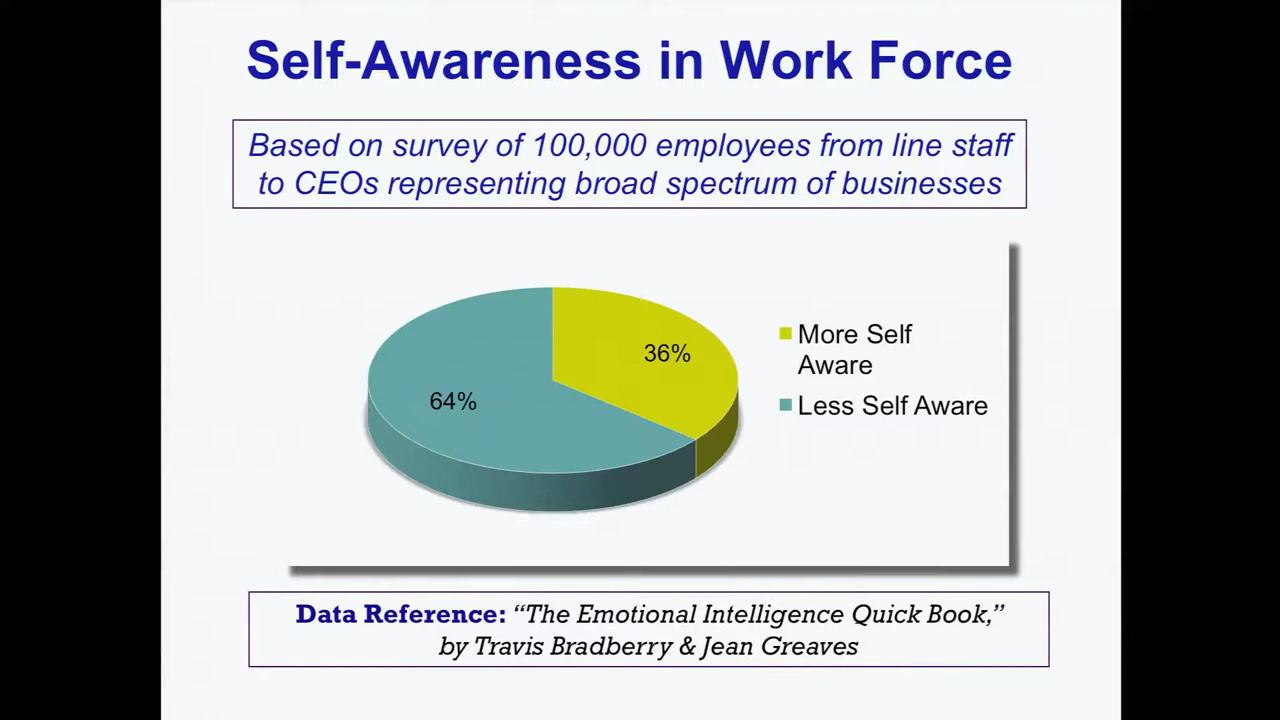 Self-Awareness in Work Force
Based on survey of 100,000 employees from line staff
to CEOs representing broad spectrum of businesses
36%
64%
More Self
Aware
Less Self Aware
Data Reference: “The Emotional Intelligence Quick Book,”
by Travis Bradberry & Jean Greaves